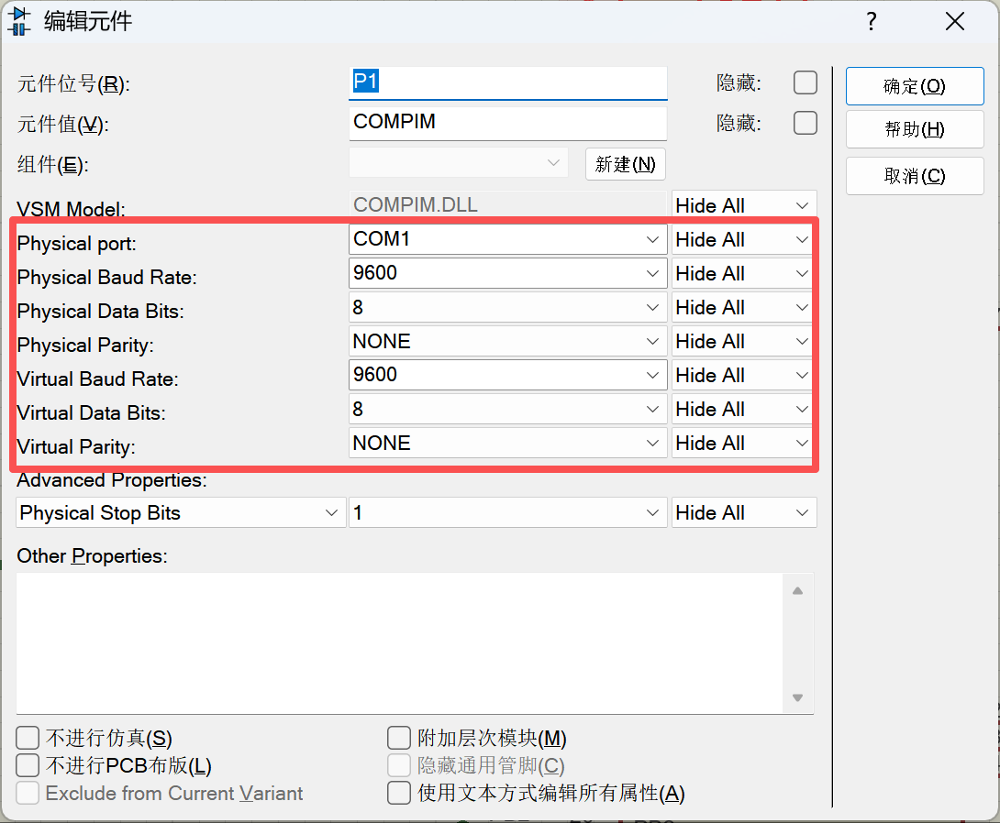 编辑元件 ?
元件位号(R): P1 隐藏:
元件值(V): COMPIM 隐藏:
组件(E): 新建(N)
确定(O)
帮助(H)
取消(C)
VSM Model: COMPIM.DLL Hide All
Physical port: COM1 Hide All
Physical Baud Rate: 9600 Hide All
Physical Data Bits: 8 Hide All
Physical Parity: NONE Hide All
Virtual Baud Rate: 9600 Hide All
Virtual Data Bits: 8 Hide All
Virtual Parity: NONE Hide All
Advanced Properties:
Physical Stop Bits 1 Hide All
Other Properties:
不进行仿真(S) 附加层次模块(M)
不进行PCB布版(L) 隐藏通用管脚(C)
Exclude from Current Variant 使用文本方式编辑所有属性(A)